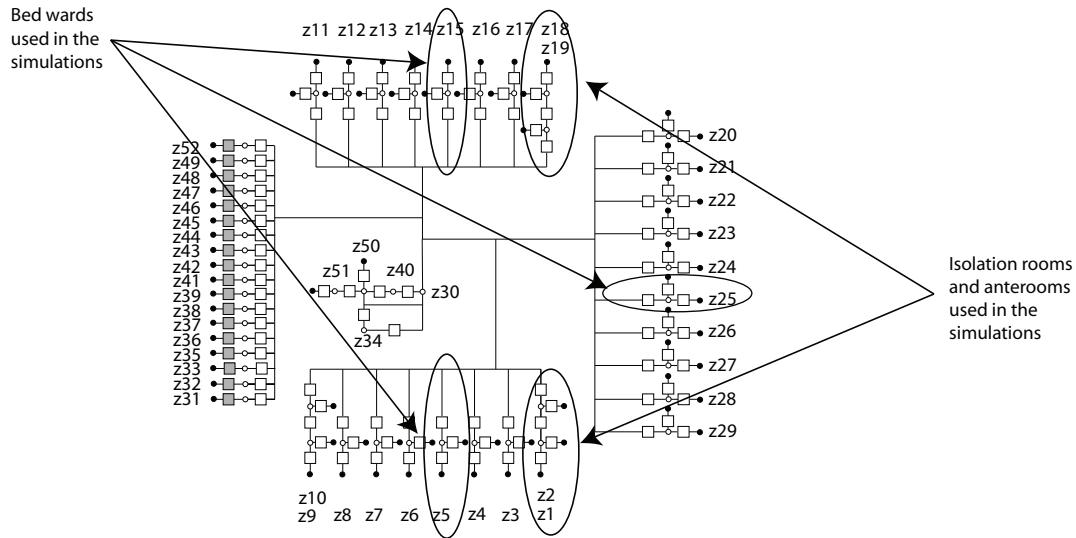 Bed wards
used in the
simulations
z11 z12 z13 z14 z15 z16 z17 z18
z19
z52
z49
z48
z47
z46
z45
z44
z43
z42
z41
z39
z38
z37
z36
z35
z33
z32
z31
z50
z51 z40
z30
z34
z20
z21
z22
z23
z24
z25
z26
z27
z28
z29
Isolation rooms
and anterooms
used in the
simulations
z10 z2
z9 z8 z7 z6 z5 z4 z3 z1